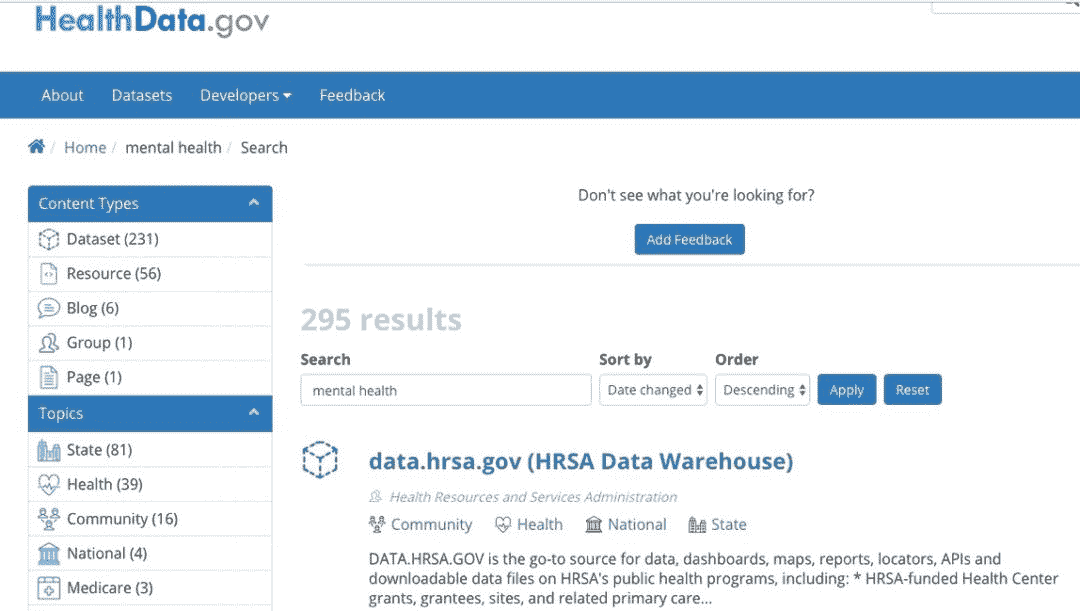 HealthData.gov
About Datasets Developers Feedback
Home / mental health / Search
Content Types
Dataset (231)
Resource (56)
Blog (6)
Group (1)
Page (1)
Topics
State (81)
Health (39)
Community (16)
National (4)
Medicare (3)
Don't see what you're looking for?
Add Feedback
295 results
Search Sort by Order
mental health Date changed Descending Apply Reset
data.hrsa.gov (HRSA Data Warehouse)
Health Resources and Services Administration
Community Health National State
DATA.HRSA.GOV is the go-to source for data, dashboards, maps, reports, locators, APIs and
downloadable data files on HRSA's public health programs, including: * HRSA-funded Health Center
grants, grantees, sites, and related primary care...